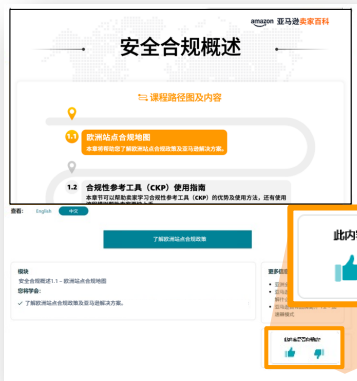 amazon 亚马逊卖家百科
安全合规概述
课程路径图及内容
1.1 欧洲站点合规地图
本章将帮助您了解欧洲站点合规政策及亚马逊解决方案。
1.2 合规性参考工具（CKP）使用指南
本章节可以帮助卖家学习合规性参考工具（CKP）的优势及使用方法，还有使用
查看: English 中文
了解欧洲站点合规政策
模块
安全合规概述1.1 - 欧洲站点合规地图
您将学会:
✓ 了解欧洲站点合规政策及亚马逊解决方案。
更多信息
此内容